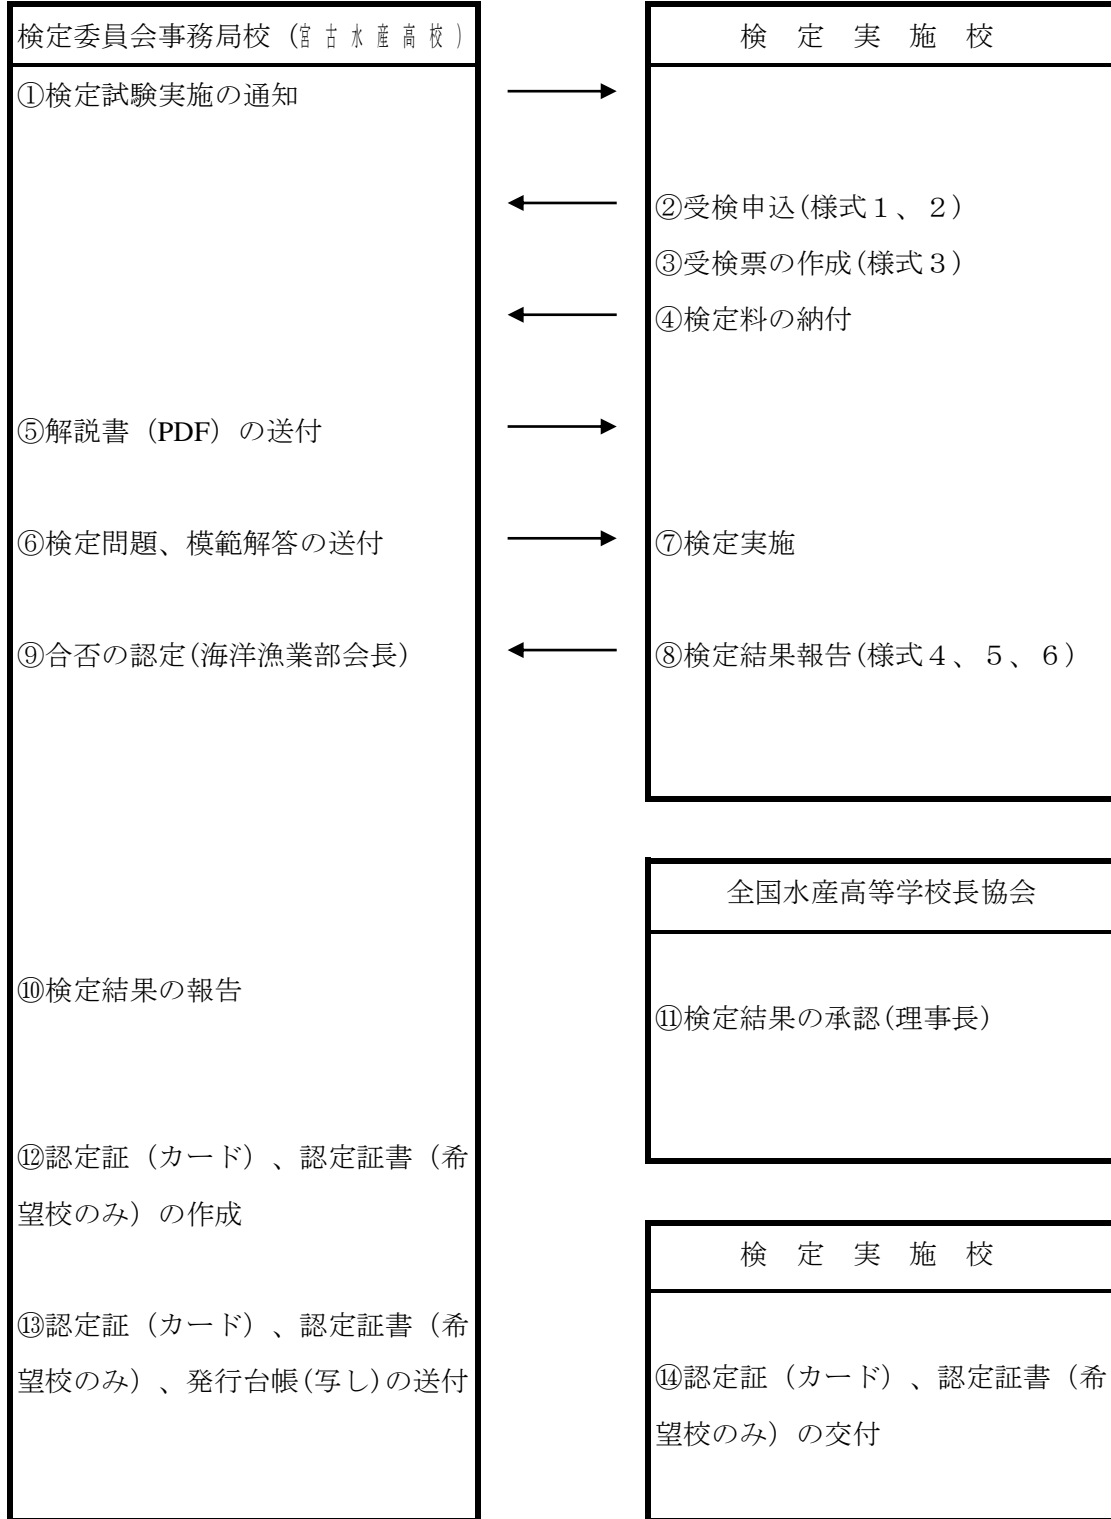 検定委員会事務局校(宮古水産高校)
検定実施校
①検定試験実施の通知
②受検申込(様式１、２)
③受検票の作成(様式３)
④検定料の納付
⑤解説書（PDF）の送付
⑥検定問題、模範解答の送付
⑦検定実施
⑨合否の認定(海洋漁業部会長)
⑧検定結果報告(様式４、５、６)
全国水産高等学校長協会
⑩検定結果の報告
⑪検定結果の承認(理事長)
⑫認定証（カード）、認定証書（希
望校のみ）の作成
検定実施校
⑬認定証（カード）、認定証書（希
望校のみ）、発行台帳(写し)の送付
⑭認定証（カード）、認定証書（希
望校のみ）の交付